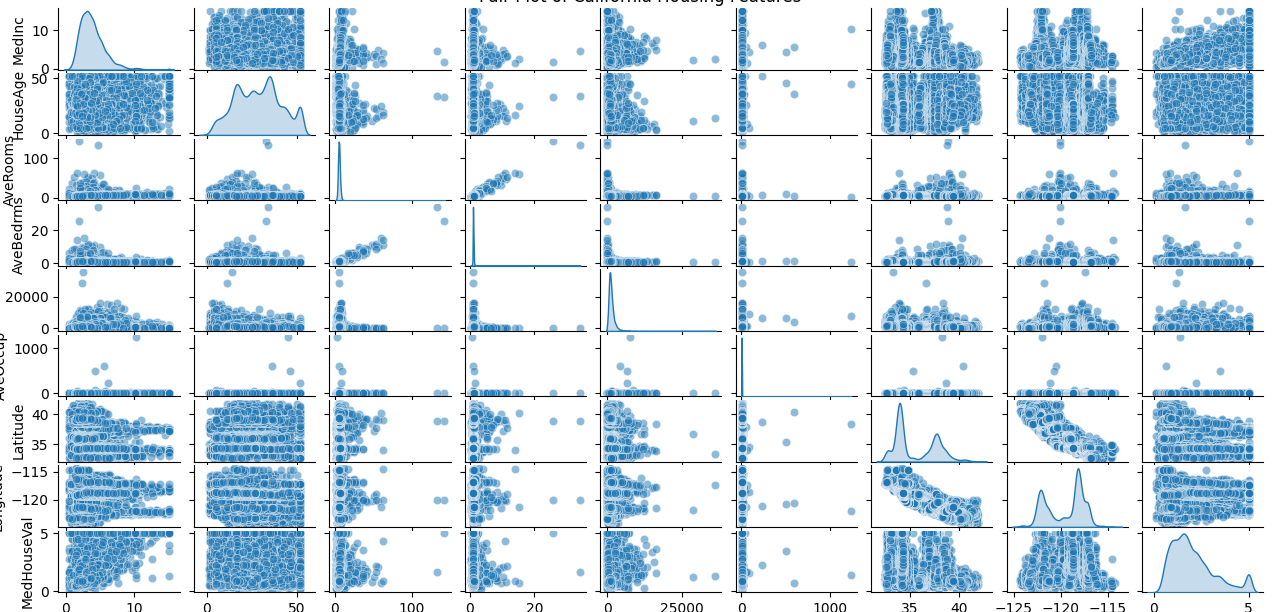 Pair Plot of California Housing Features
MedInc
10
0
HouseAge
50
0
AveRooms
100
0
AveBedrms
20
0
20000
0
AveOccup
1000
0
Latitude
40
35
Longitude
−115
−120
MedHouseVal
5
0
0 10 0 50 0 100 0 20 0 25000 0 1000 35 40 −125 −120 −115 0 5